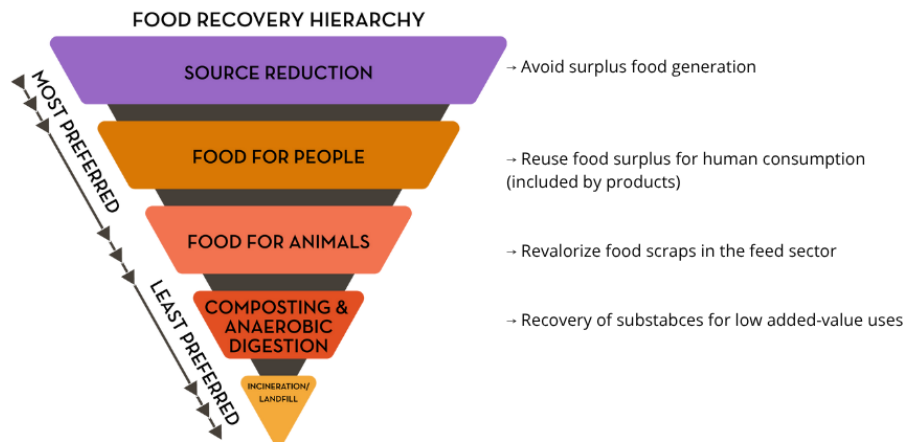 FOOD RECOVERY HIERARCHY
SOURCE REDUCTION
→ Avoid surplus food generation
MOST PREFERRED
FOOD FOR PEOPLE
→ Reuse food surplus for human consumption
(included by products)
FOOD FOR ANIMALS
→ Revalorize food scraps in the feed sector
LEAST PREFERRED
COMPOSTING &
ANAEROBIC
DIGESTION
→ Recovery of substabces for low added-value uses
INCINERATION/
LANDFILL